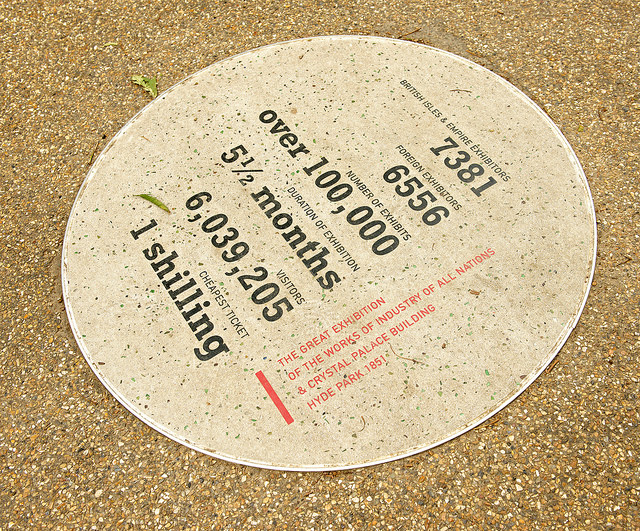 BRITISH ISLES & EMPIRE EXHIBITORS
7381
FOREIGN EXHIBITORS
6556
NUMBER OF EXHIBITS
over 100,000
DURATION OF EXHIBITION
5½ months
VISITORS
6,039,205
CHEAPEST TICKET
1 shilling
THE GREAT EXHIBITION
OF THE WORKS OF INDUSTRY OF ALL NATIONS
& CRYSTAL PALACE BUILDING
HYDE PARK 1851